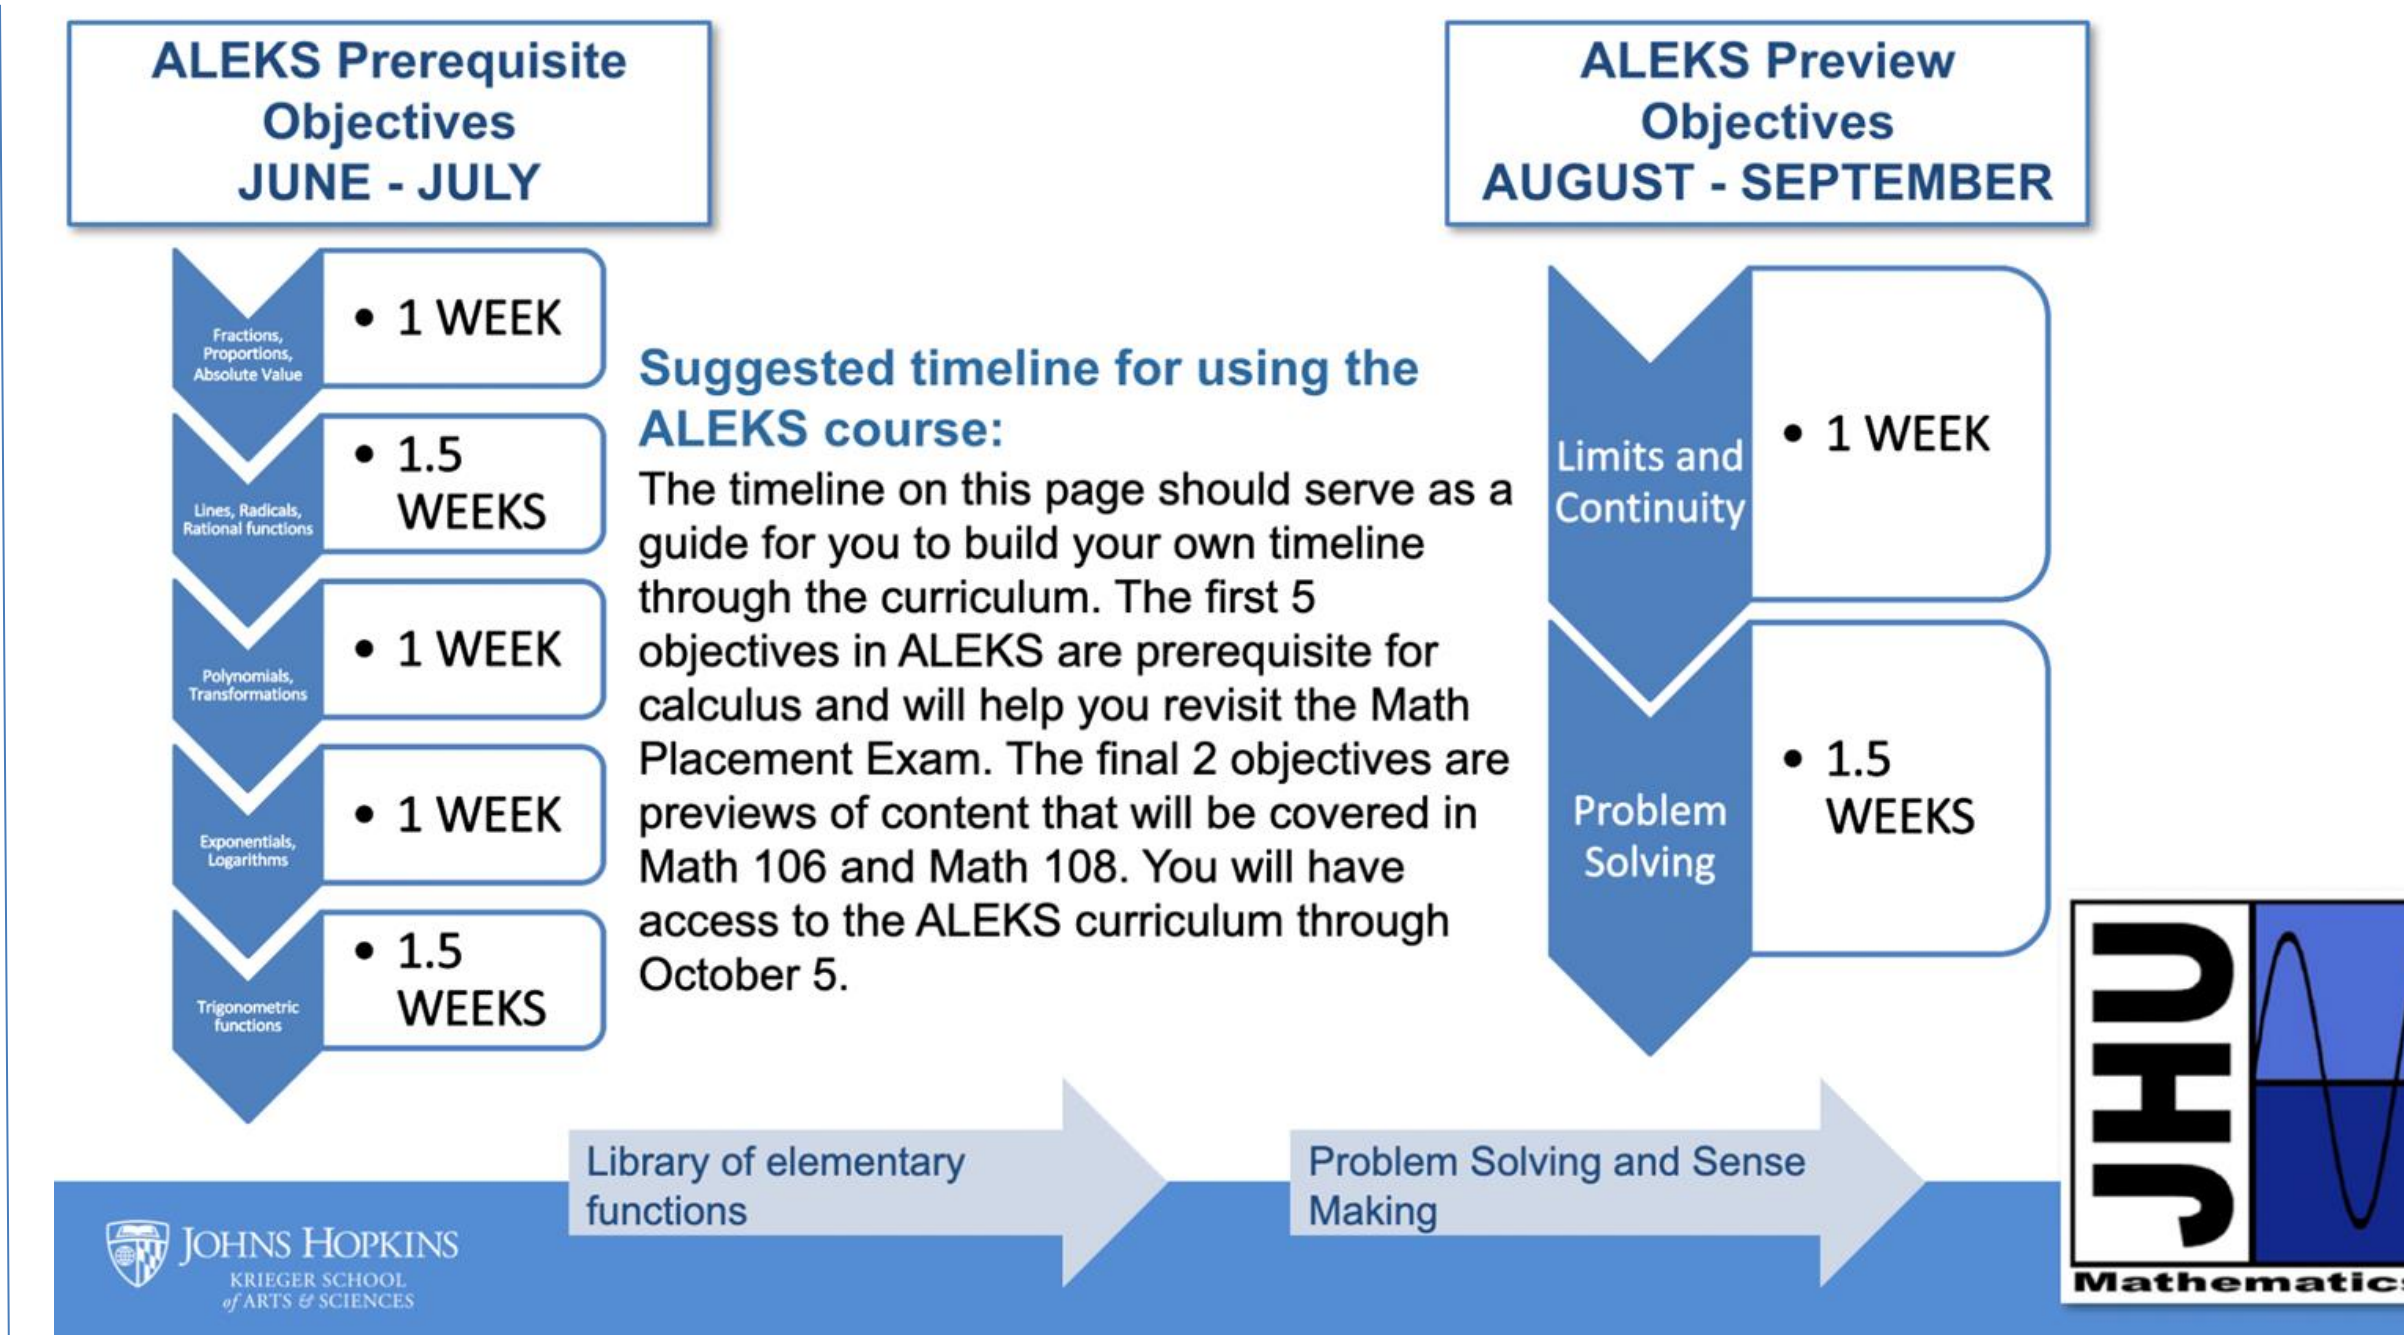 ALEKS Prerequisite
Objectives
JUNE - JULY
Fractions,
Proportions,
Absolute Value
• 1 WEEK
Lines, Radicals,
Rational functions
• 1.5
WEEKS
Polynomials,
Transformations
• 1 WEEK
Exponentials,
Logarithms
• 1 WEEK
Trigonometric
functions
• 1.5
WEEKS
Suggested timeline for using the
ALEKS course:
The timeline on this page should serve as a
guide for you to build your own timeline
through the curriculum. The first 5
objectives in ALEKS are prerequisite for
calculus and will help you revisit the Math
Placement Exam. The final 2 objectives are
previews of content that will be covered in
Math 106 and Math 108. You will have
access to the ALEKS curriculum through
October 5.
ALEKS Preview
Objectives
AUGUST - SEPTEMBER
Limits and
Continuity
• 1 WEEK
Problem
Solving
• 1.5
WEEKS
Library of elementary
functions
Problem Solving and Sense
Making
JOHNS HOPKINS
KRIEGER SCHOOL
of ARTS & SCIENCES
JHU
Mathematics